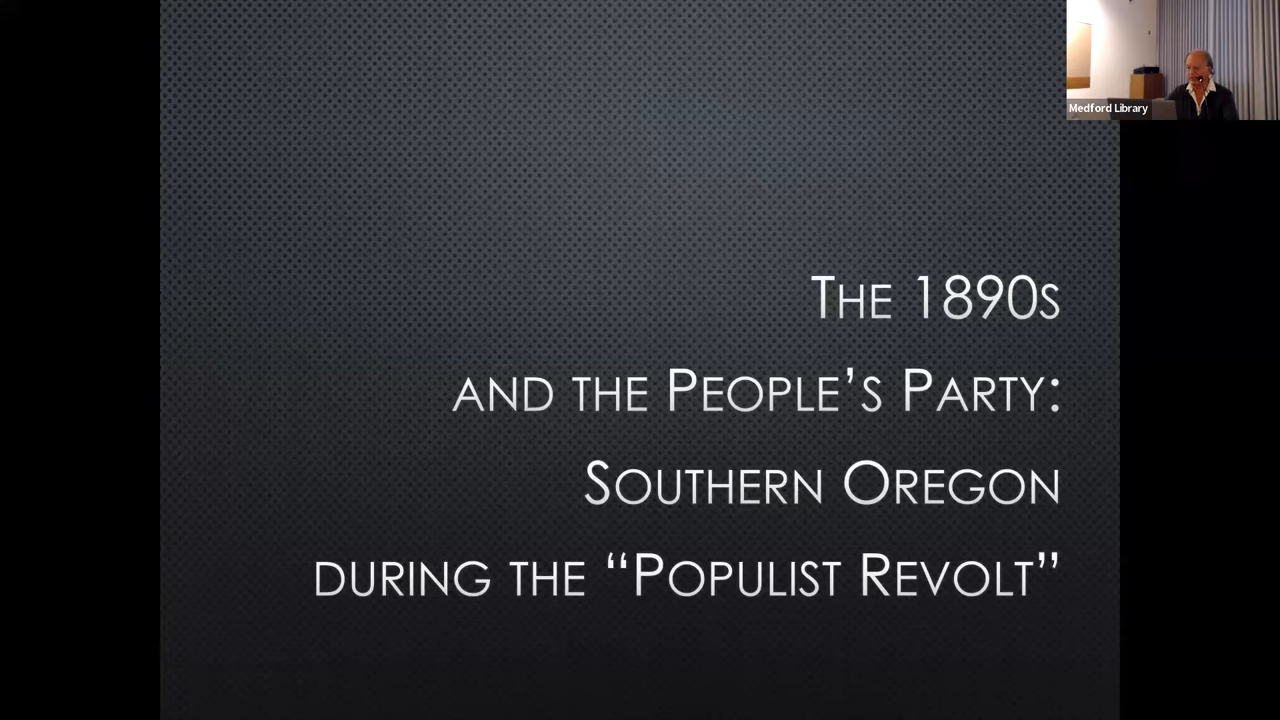 Medford Library
The 1890s
and the People’s Party:
Southern Oregon
during the “Populist Revolt”